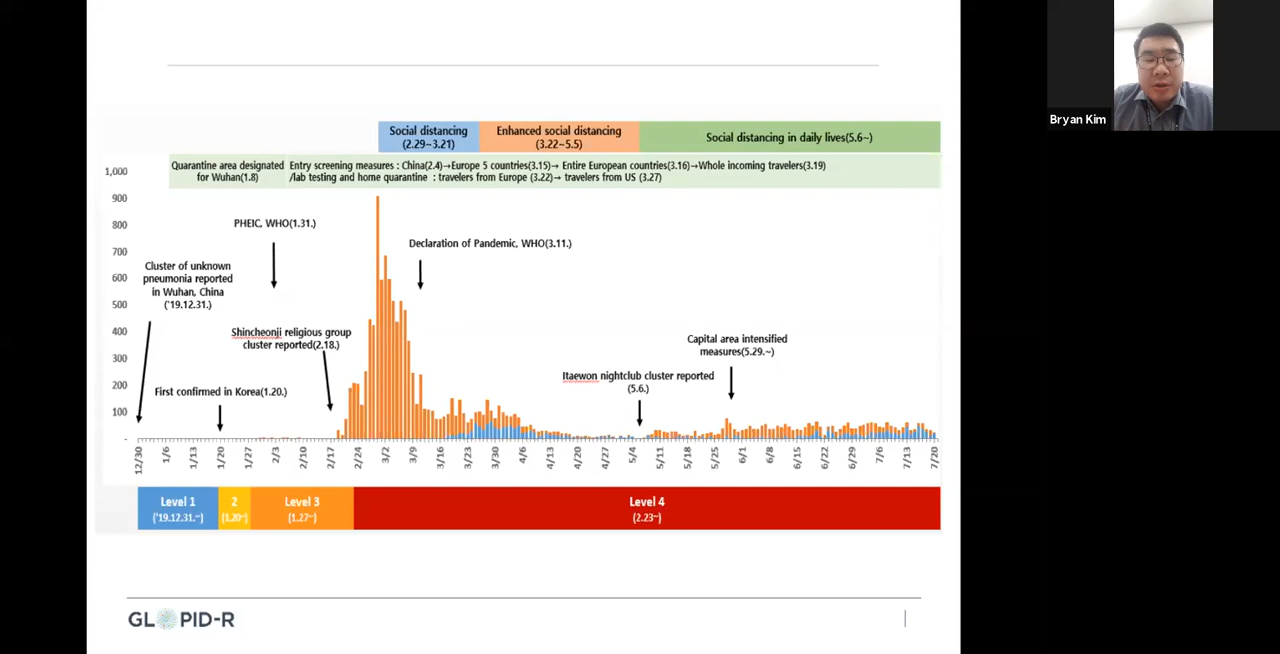 Bryan Kim
Social distancing
(2.29~3.21)
Enhanced social distancing
(3.22~5.5)
Social distancing in daily lives(5.6~)
Quarantine area designated
for Wuhan(1.8)
Entry screening measures : China(2.4)→Europe 5 countries(3.15)→ Entire European countries(3.16)→Whole incoming travelers(3.19)
/lab testing and home quarantine : travelers from Europe (3.22)→ travelers from US (3.27)
1,000
900
800
700
600
500
400
300
200
100
-
PHEIC, WHO(1.31.)
Declaration of Pandemic, WHO(3.11.)
Cluster of unknown
pneumonia reported
in Wuhan, China
('19.12.31.)
Shincheonji religious group
cluster reported(2.18.)
First confirmed in Korea(1.20.)
Capital area intensified
measures(5.29.~)
Itaewon nightclub cluster reported
(5.6.)
12/30
1/6
1/13
1/20
1/27
2/3
2/10
2/17
2/24
3/2
3/9
3/16
3/23
3/30
4/6
4/13
4/20
4/27
5/4
5/11
5/18
5/25
6/1
6/8
6/15
6/22
6/29
7/6
7/13
7/20
Level 1
('19.12.31.~)
2
(1.20~)
Level 3
(1.27~)
Level 4
(2.23~)
GLOPID-R